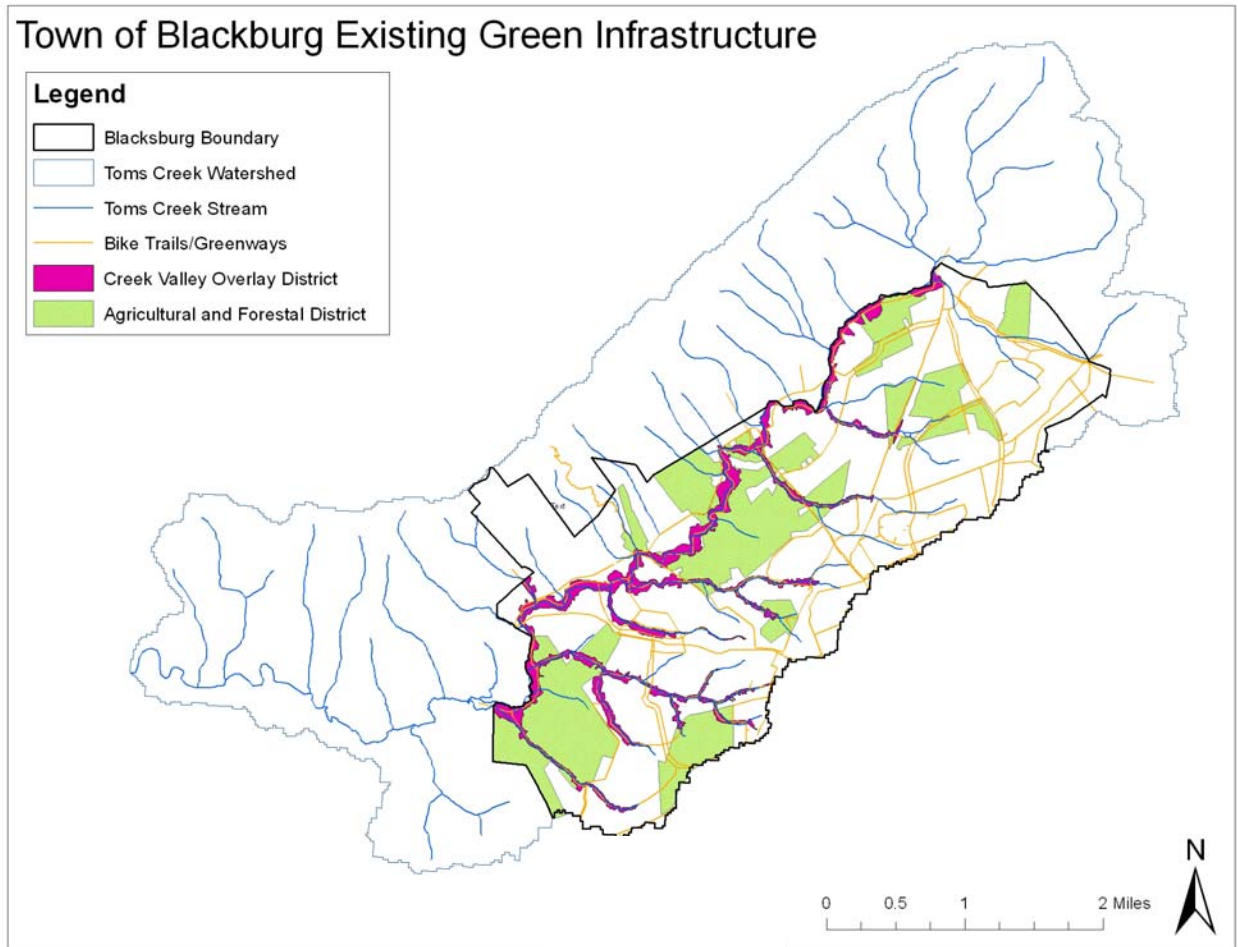 Town of Blackburg Existing Green Infrastructure
Legend
Blacksburg Boundary
Toms Creek Watershed
Toms Creek Stream
Bike Trails/Greenways
Creek Valley Overlay District
Agricultural and Forestal District
N
0 0.5 1 2 Miles